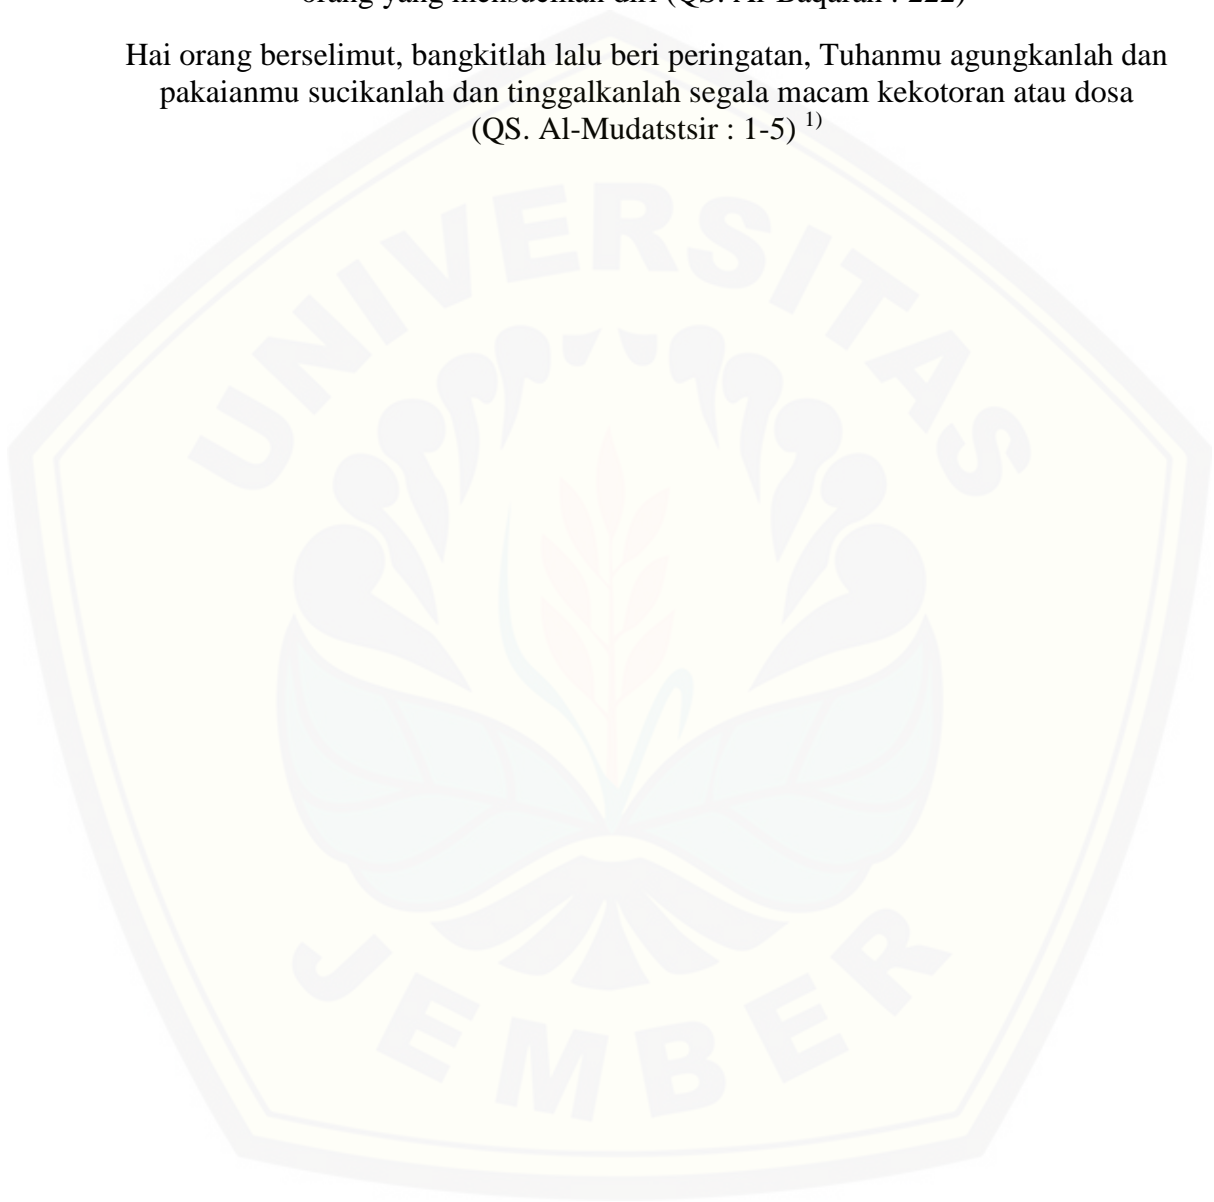 orang yang mensucikan diri (QS. Al-Baqarah : 222)
Hai orang berselimut, bangkitlah lalu beri peringatan, Tuhanmu agungkanlah dan
pakaianmu sucikanlah dan tinggalkanlah segala macam kekotoran atau dosa
(QS. Al-Mudatstsir : 1-5) 1)
UNIVERSITAS
JEMBER